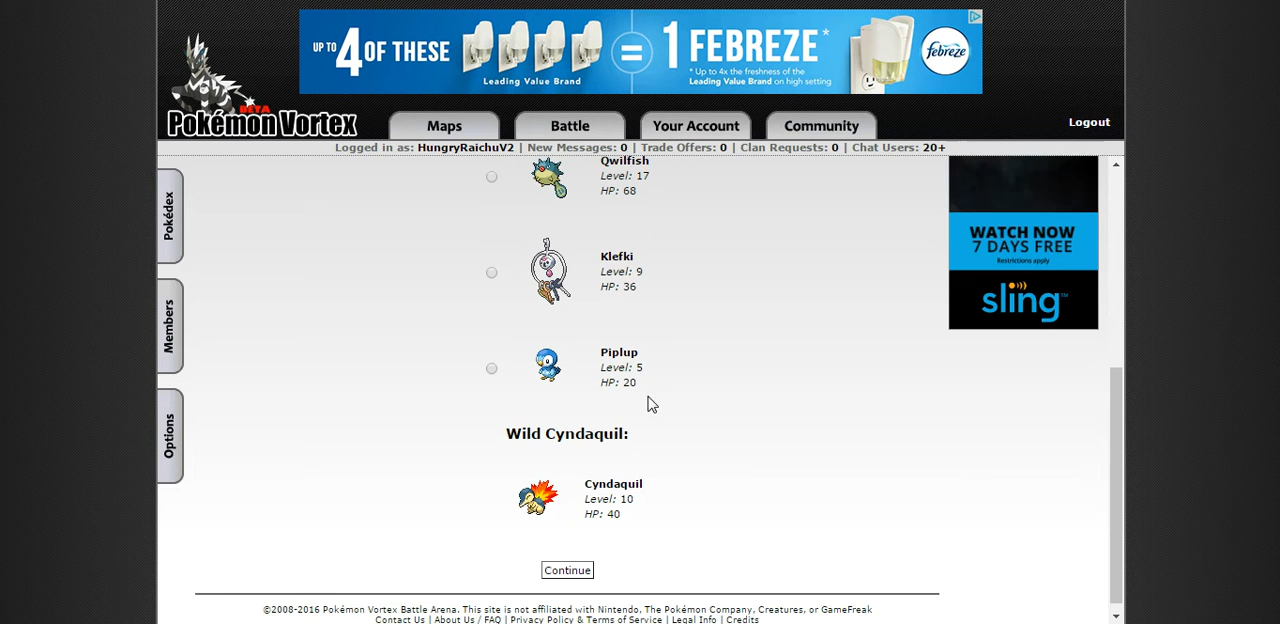 UP TO 4 OF THESE = 1 FEBREZE*
Leading Value Brand
* Up to 4x the freshness of the
Leading Value Brand on high setting
febreze
BETA
Pokémon Vortex
Maps
Battle
Your Account
Community
Logout
Logged in as: HungryRaichuV2 | New Messages: 0 | Trade Offers: 0 | Clan Requests: 0 | Chat Users: 20+
Pokédex
Members
Options
Qwilfish
Level: 17
HP: 68
Klefki
Level: 9
HP: 36
Piplup
Level: 5
HP: 20
Wild Cyndaquil:
Cyndaquil
Level: 10
HP: 40
Continue
WATCH NOW
7 DAYS FREE
Restrictions apply
sling™
©2008-2016 Pokémon Vortex Battle Arena. This site is not affiliated with Nintendo, The Pokémon Company, Creatures, or GameFreak
Contact Us | About Us / FAQ | Privacy Policy & Terms of Service | Legal Info | Credits